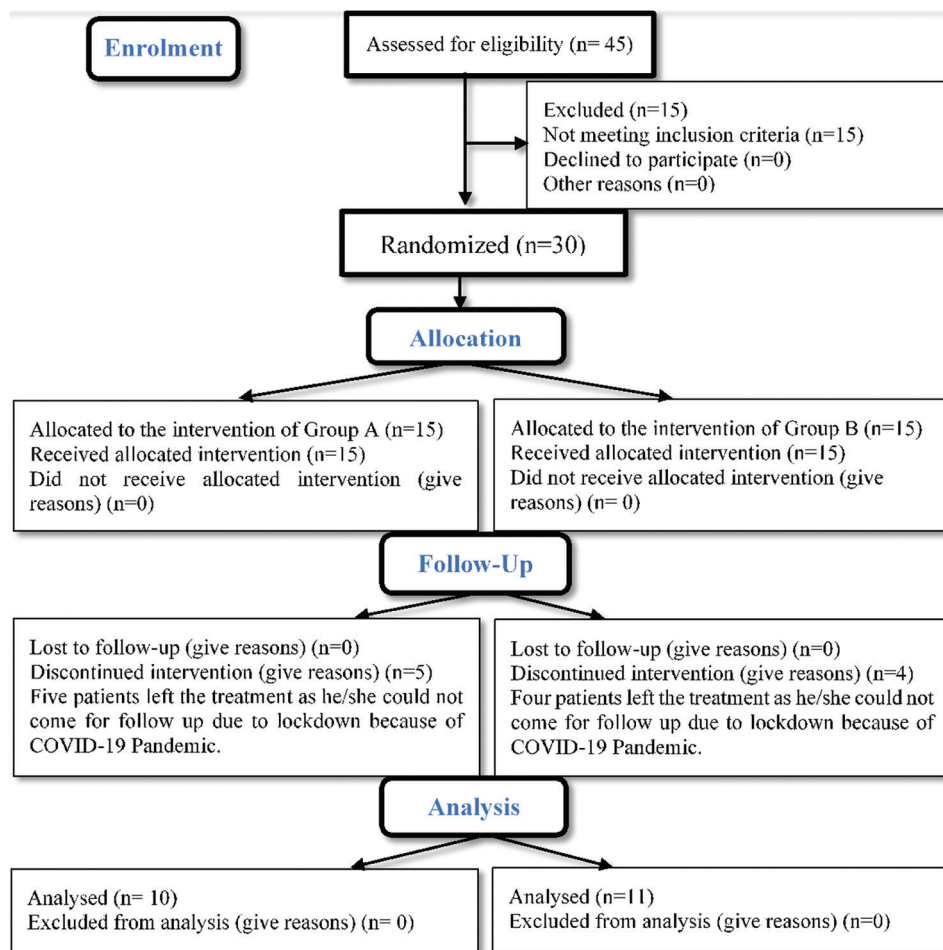 Enrolment
Assessed for eligibility (n= 45)
Excluded (n=15)
Not meeting inclusion criteria (n=15)
Declined to participate (n=0)
Other reasons (n=0)
Randomized (n=30)
Allocation
Allocated to the intervention of Group A (n=15)
Received allocated intervention (n=15)
Did not receive allocated intervention (give
reasons) (n=0)
Allocated to the intervention of Group B (n=15)
Received allocated intervention (n=15)
Did not receive allocated intervention (give
reasons) (n= 0)
Follow-Up
Lost to follow-up (give reasons) (n=0)
Discontinued intervention (give reasons) (n=5)
Five patients left the treatment as he/she could not
come for follow up due to lockdown because of
COVID-19 Pandemic.
Lost to follow-up (give reasons) (n=0)
Discontinued intervention (give reasons) (n=4)
Four patients left the treatment as he/she could not
come for follow up due to lockdown because of
COVID-19 Pandemic.
Analysis
Analysed (n= 10)
Excluded from analysis (give reasons) (n= 0)
Analysed (n=11)
Excluded from analysis (give reasons) (n=0)